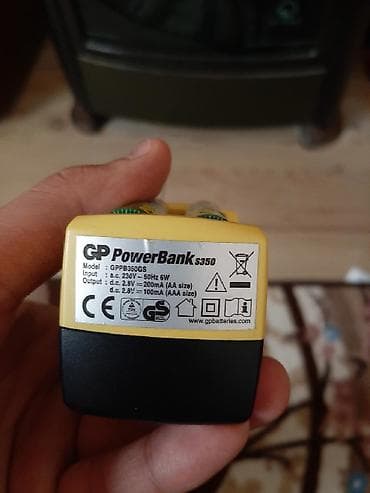 GP PowerBank S350
Model : GPPB350GS
Input : a.c. 230V ~ 50Hz 6W
Output : d.c. 2.8V ⎓ 200mA (AA size)
d.c. 2.8V ⎓ 100mA (AAA size)
CE GS
www.gpbatteries.com